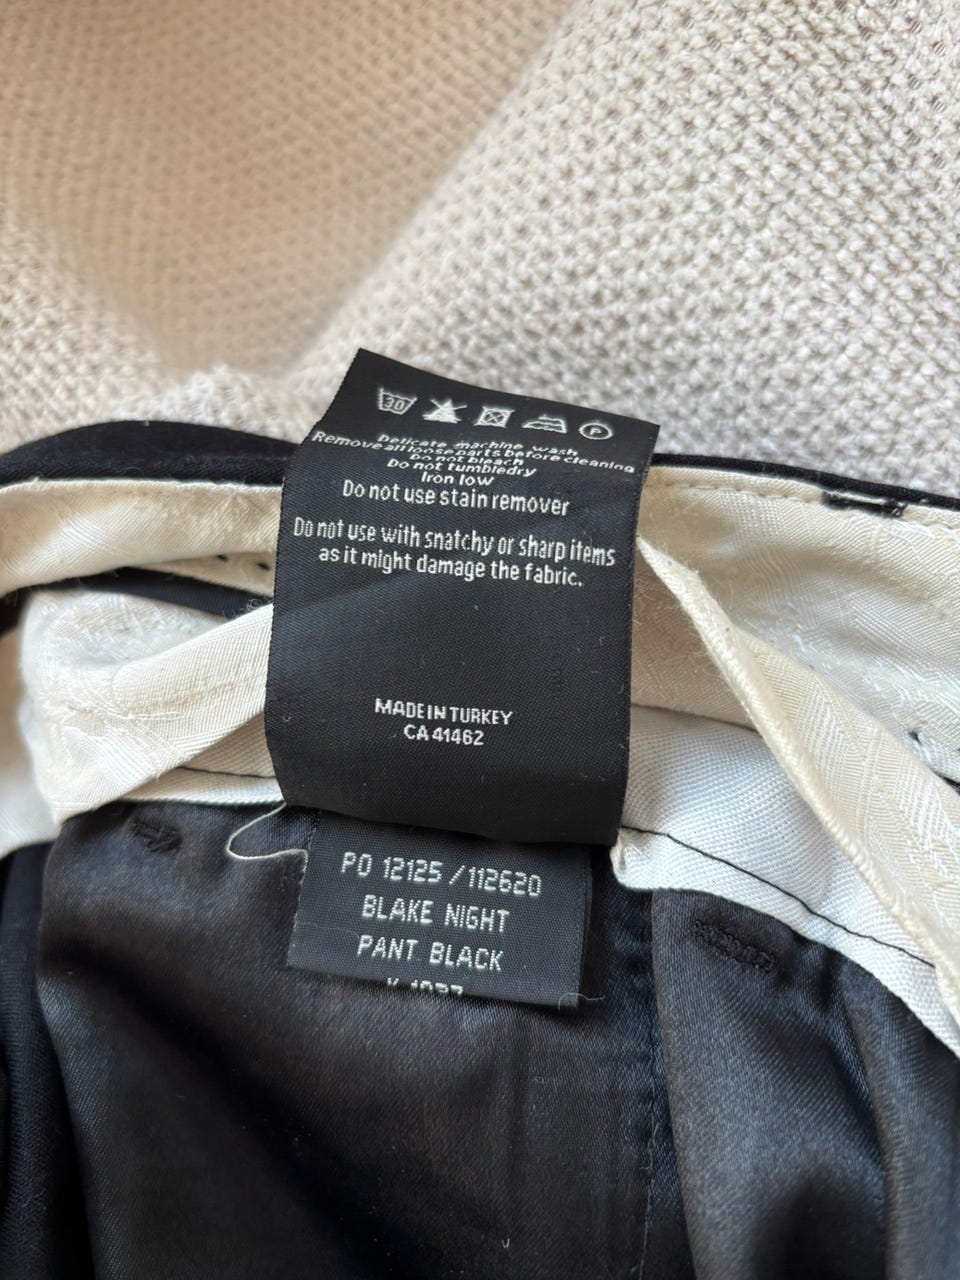 30
P
Delicate machine wash
Remove all loose parts before cleaning
Do not bleach
Do not tumbledry
Iron low
Do not use stain remover
Do not use with snatchy or sharp items
as it might damage the fabric.
MADE IN TURKEY
CA 41462
PO 12125 /112620
BLAKE NIGHT
PANT BLACK